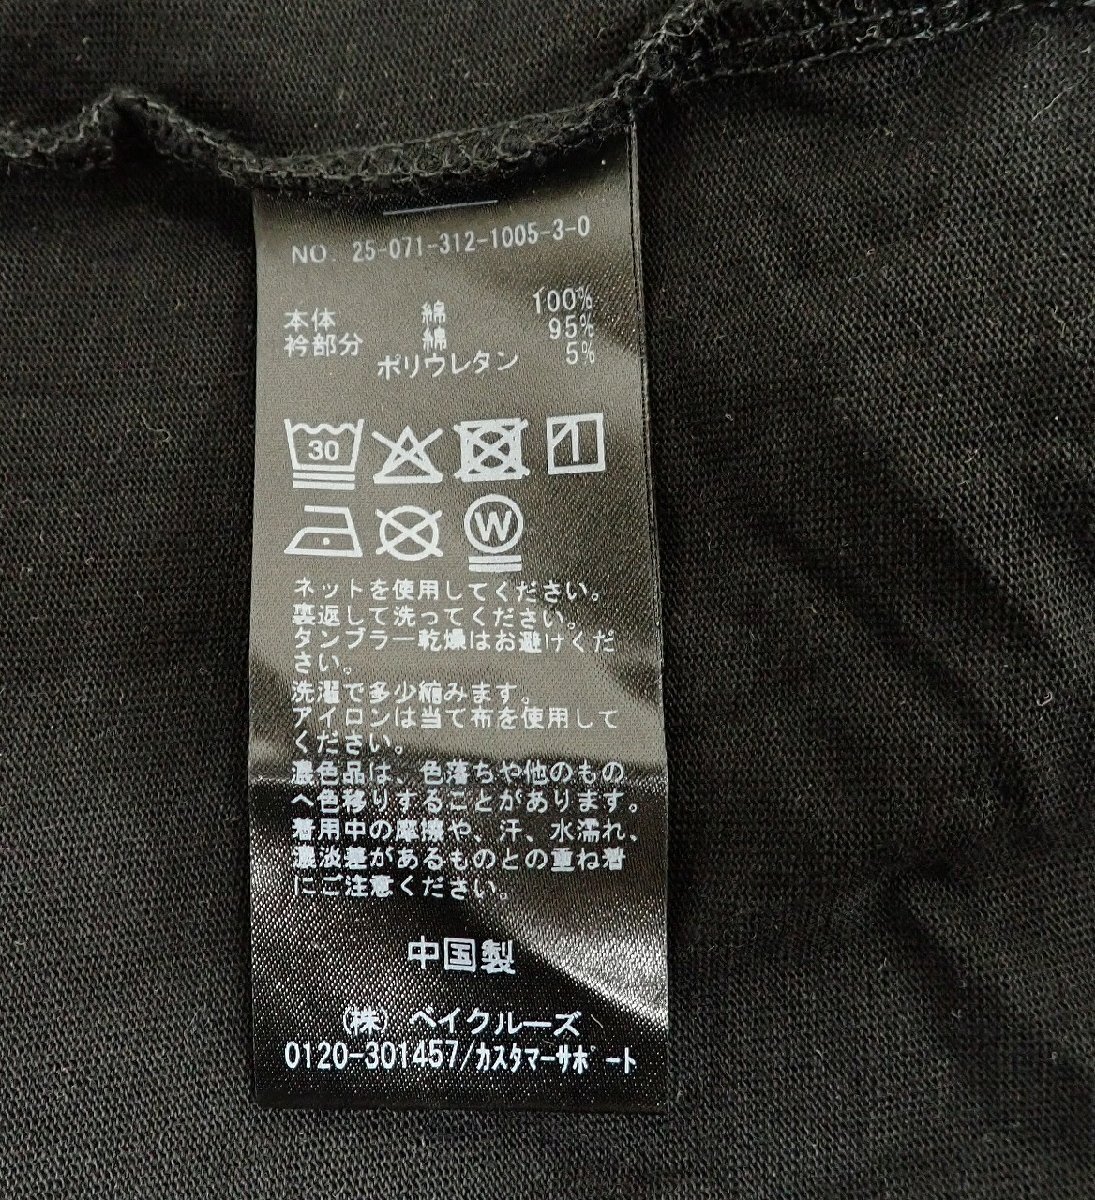 NO. 25-071-312-1005-3-0
本体 綿 100%
衿部分 綿 95%
ポリウレタン 5%
30
W
ネットを使用してください。
裏返して洗ってください。
タンブラー乾燥はお避けくだ
さい。
洗濯で多少縮みます。
アイロンは当て布を使用して
ください。
濃色品は、色落ちや他のもの
へ色移りすることがあります。
着用中の摩擦や、汗、水濡れ、
濃淡差があるものとの重ね着
にご注意ください。
中国製
(株) ベイクルーズ
0120-301457/カスタマーサポート